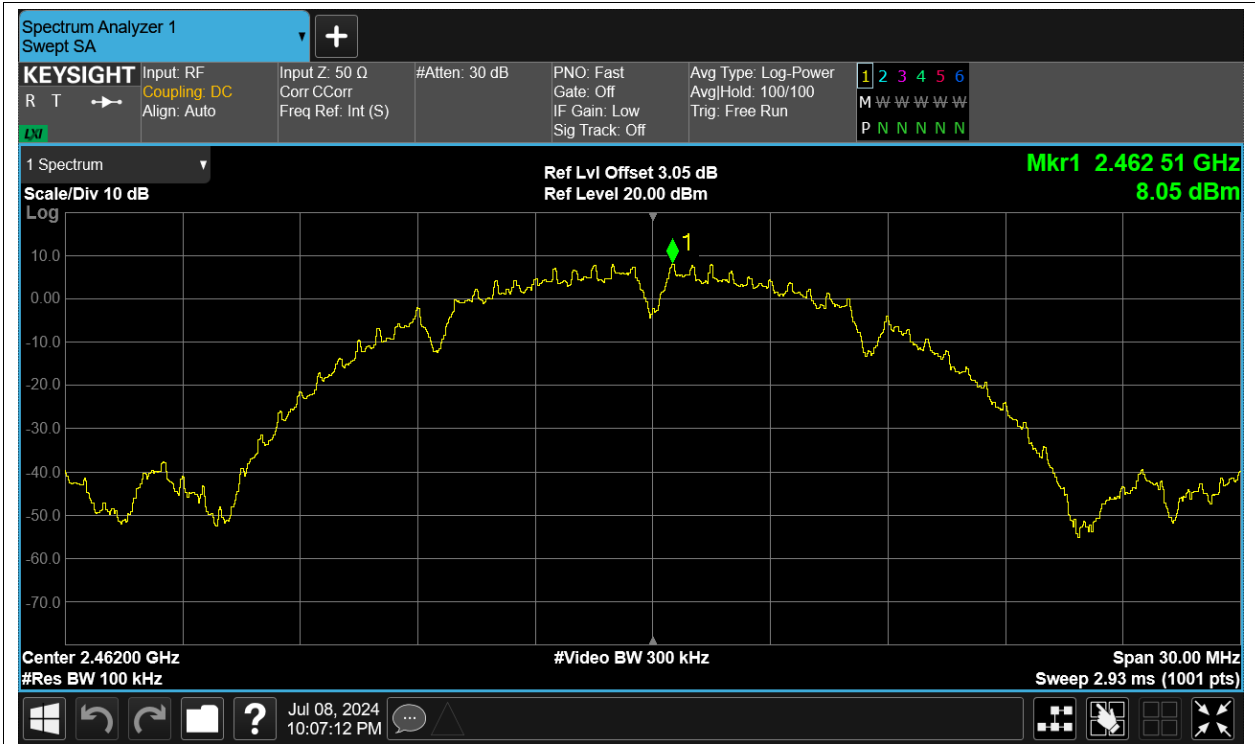 Spectrum Analyzer 1
Swept SA
KEYSIGHT
R T
LXI
Input: RF
Coupling: DC
Align: Auto
Input Z: 50 Ω
Corr CCorr
Freq Ref: Int (S)
#Atten: 30 dB
PNO: Fast
Gate: Off
IF Gain: Low
Sig Track: Off
Avg Type: Log-Power
Avg|Hold: 100/100
Trig: Free Run
1 2 3 4 5 6
M W W W W W
P N N N N N
1 Spectrum
Scale/Div 10 dB
Log
Ref Lvl Offset 3.05 dB
Ref Level 20.00 dBm
Mkr1 2.462 51 GHz
8.05 dBm
1
10.0
0.00
-10.0
-20.0
-30.0
-40.0
-50.0
-60.0
-70.0
Center 2.46200 GHz
#Res BW 100 kHz
#Video BW 300 kHz
Span 30.00 MHz
Sweep 2.93 ms (1001 pts)
?
Jul 08, 2024
10:07:12 PM